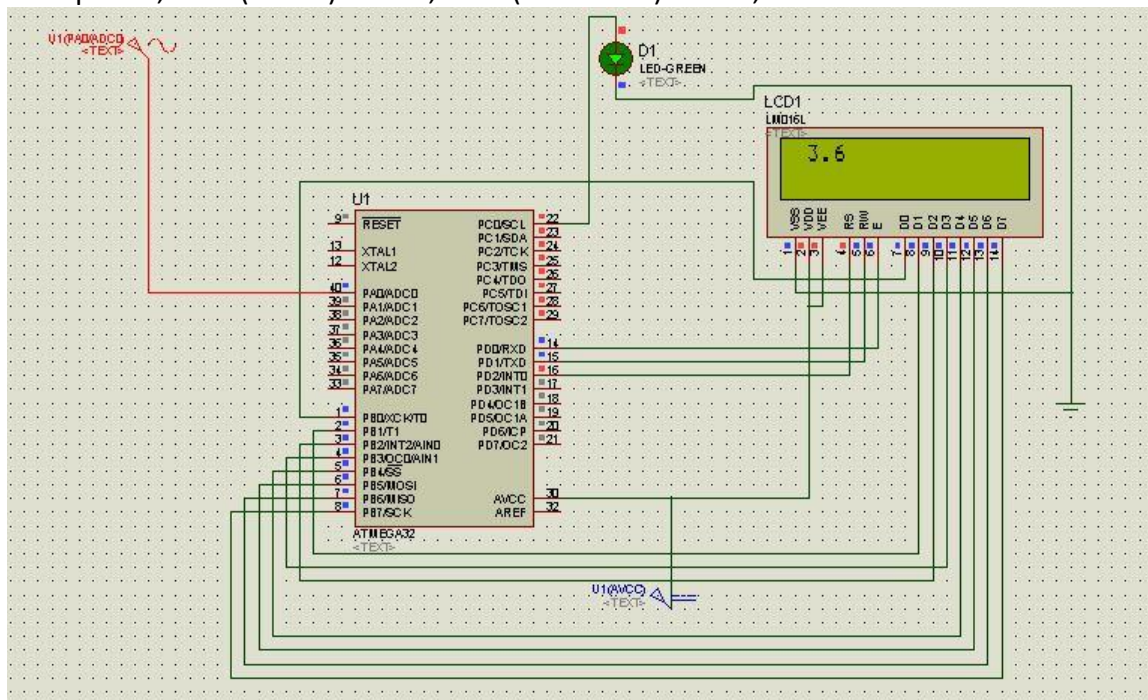 U1(PA0/ADC0)
<TEXT>
D1
LED-GREEN
<TEXT>
LCD1
LM016L
<TEXT>
3.6
VSS
VDD
VEE
RS
RW
E
D0
D1
D2
D3
D4
D5
D6
D7
1
2
3
4
5
6
7
8
9
10
11
12
13
14
U1
9 RESET
13 XTAL1
12 XTAL2
40 PA0/ADC0
39 PA1/ADC1
38 PA2/ADC2
37 PA3/ADC3
36 PA4/ADC4
35 PA5/ADC5
34 PA6/ADC6
33 PA7/ADC7
1 PB0/XCK/T0
2 PB1/T1
3 PB2/INT2/AIN0
4 PB3/OC0/AIN1
5 PB4/SS
6 PB5/MOSI
7 PB6/MISO
8 PB7/SCK
PC0/SCL 22
PC1/SDA 23
PC2/TCK 24
PC3/TMS 25
PC4/TDO 26
PC5/TDI 27
PC6/TOSC1 28
PC7/TOSC2 29
PD0/RXD 14
PD1/TXD 15
PD2/INT0 16
PD3/INT1 17
PD4/OC1B 18
PD5/OC1A 19
PD6/ICP 20
PD7/OC2 21
AVCC 30
AREF 32
ATMEGA32
<TEXT>
U1(AVCC)
<TEXT>